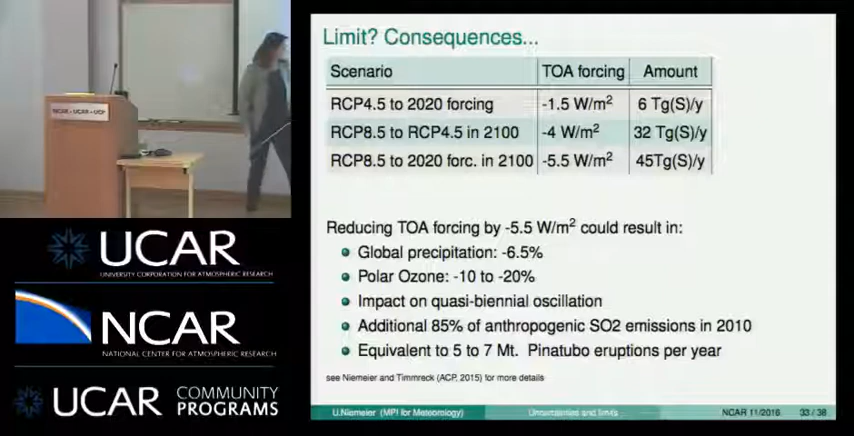 NCAR • UCAR • UCP
UCAR
UNIVERSITY CORPORATION FOR ATMOSPHERIC RESEARCH
NCAR
NATIONAL CENTER FOR ATMOSPHERIC RESEARCH
UCAR COMMUNITY PROGRAMS
Limit? Consequences...
Scenario TOA forcing Amount
RCP4.5 to 2020 forcing -1.5 W/m² 6 Tg(S)/y
RCP8.5 to RCP4.5 in 2100 -4 W/m² 32 Tg(S)/y
RCP8.5 to 2020 forc. in 2100 -5.5 W/m² 45Tg(S)/y
Reducing TOA forcing by -5.5 W/m² could result in:
Global precipitation: -6.5%
Polar Ozone: -10 to -20%
Impact on quasi-biennial oscillation
Additional 85% of anthropogenic SO2 emissions in 2010
Equivalent to 5 to 7 Mt. Pinatubo eruptions per year
see Niemeier and Timmreck (ACP, 2015) for more details
U.Niemeier (MPI for Meteorology) Uncertainties and limits NCAR 11/2016 33 / 38